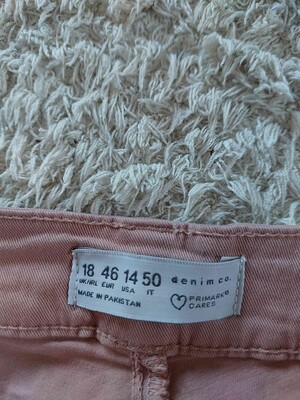 18 46 14 50 denim co.
UK/IRL EUR USA IT
MADE IN PAKISTAN
PRIMARK
CARES